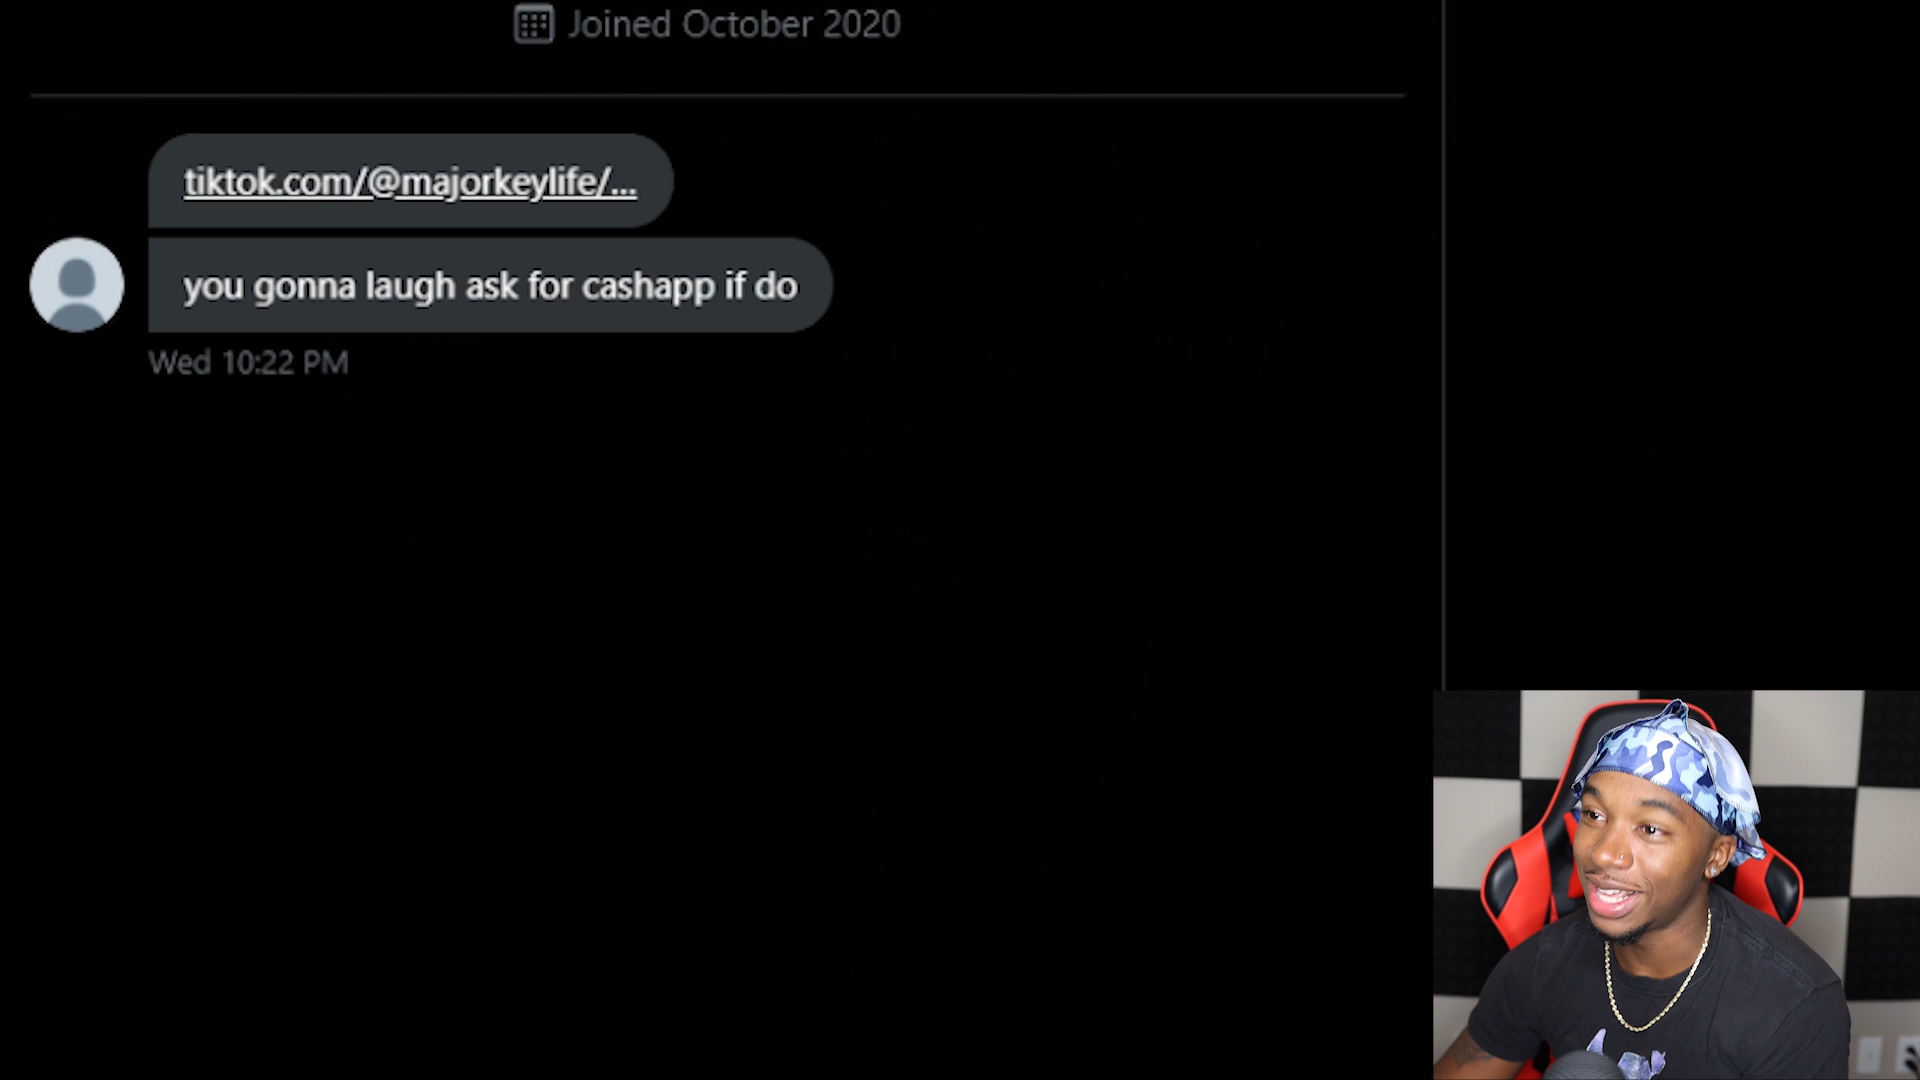 Joined October 2020
tiktok.com/@majorkeylife/...
you gonna laugh ask for cashapp if do
Wed 10:22 PM